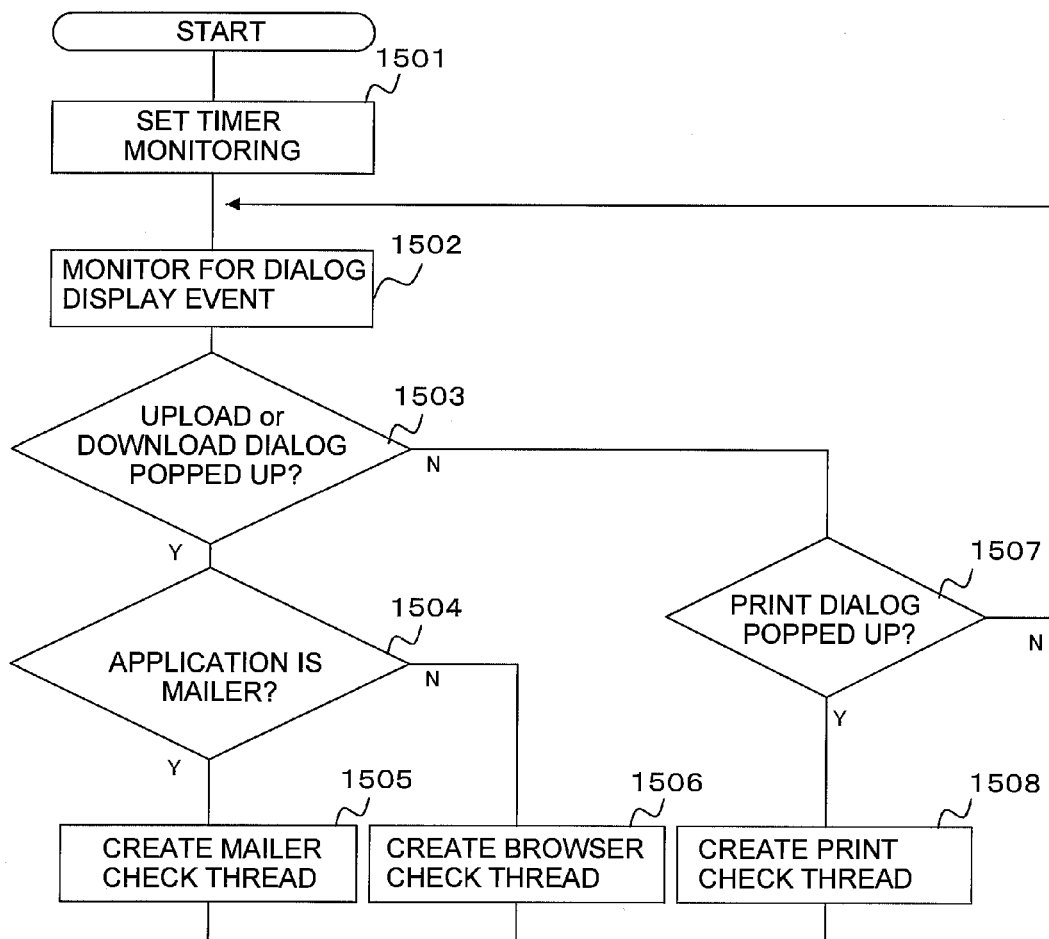 START
1501
SET TIMER
MONITORING
1502
MONITOR FOR DIALOG
DISPLAY EVENT
1503
UPLOAD or
DOWNLOAD DIALOG
POPPED UP?
N
Y
1507
PRINT DIALOG
POPPED UP?
N
Y
1504
APPLICATION IS
MAILER?
N
Y
1505
CREATE MAILER
CHECK THREAD
1506
CREATE BROWSER
CHECK THREAD
1508
CREATE PRINT
CHECK THREAD